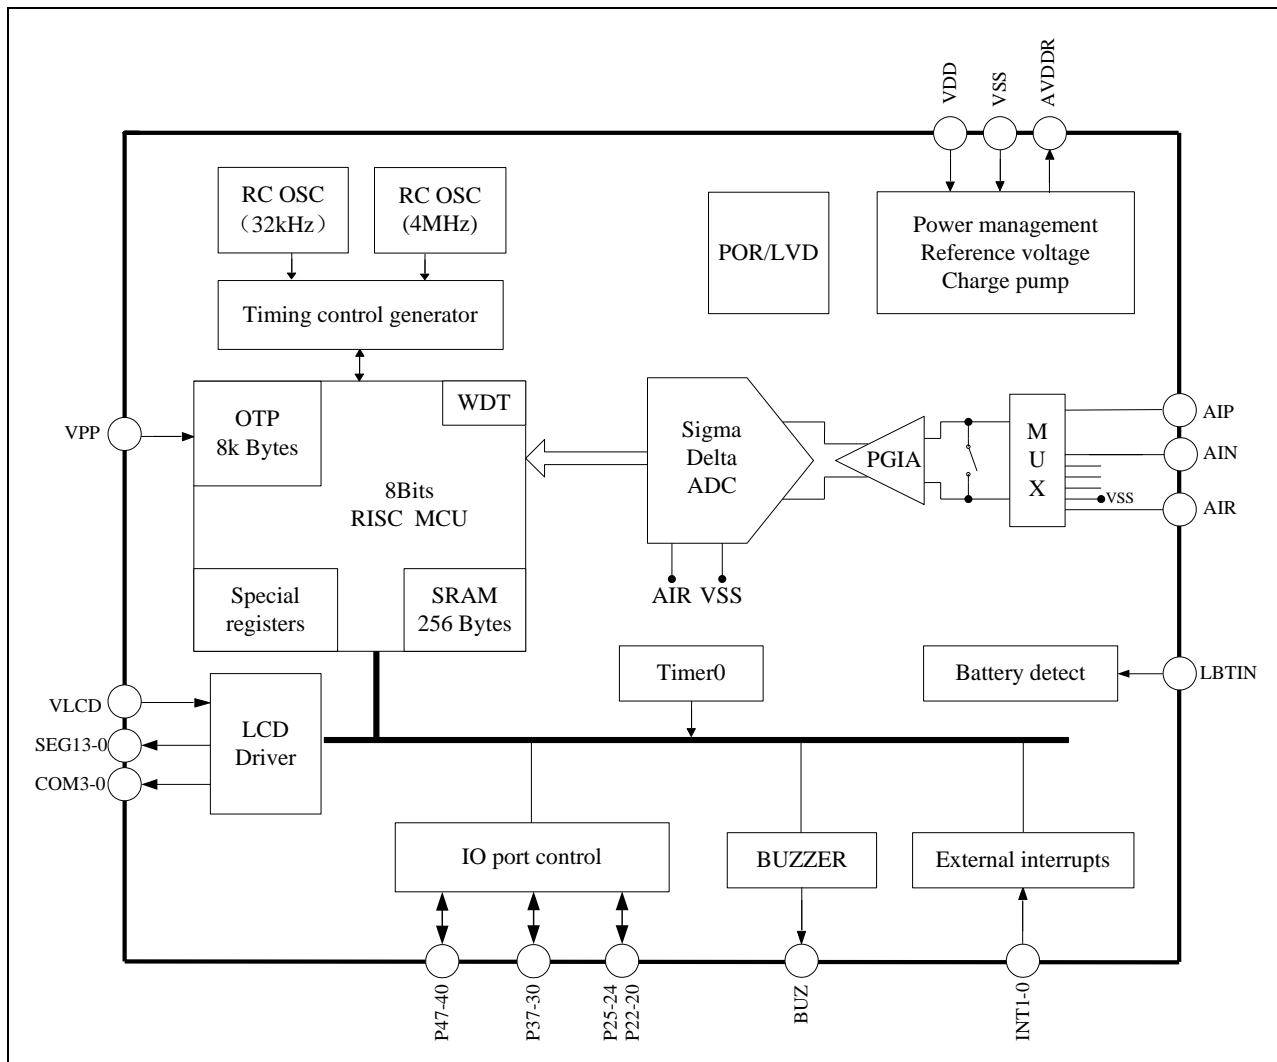 VDD
VSS
AVDDR
RC OSC
（32kHz）
RC OSC
(4MHz)
POR/LVD
Power management
Reference voltage
Charge pump
Timing control generator
OTP
8k Bytes
WDT
VPP
8Bits
RISC MCU
Special
registers
SRAM
256 Bytes
Sigma
Delta
ADC
AIR
VSS
PGIA
M
U
X
VSS
AIP
AIN
AIR
Timer0
Battery detect
LBTIN
VLCD
SEG13-0
COM3-0
LCD
Driver
IO port control
BUZZER
External interrupts
P47-40
P37-30
P25-24
P22-20
BUZ
INT1-0